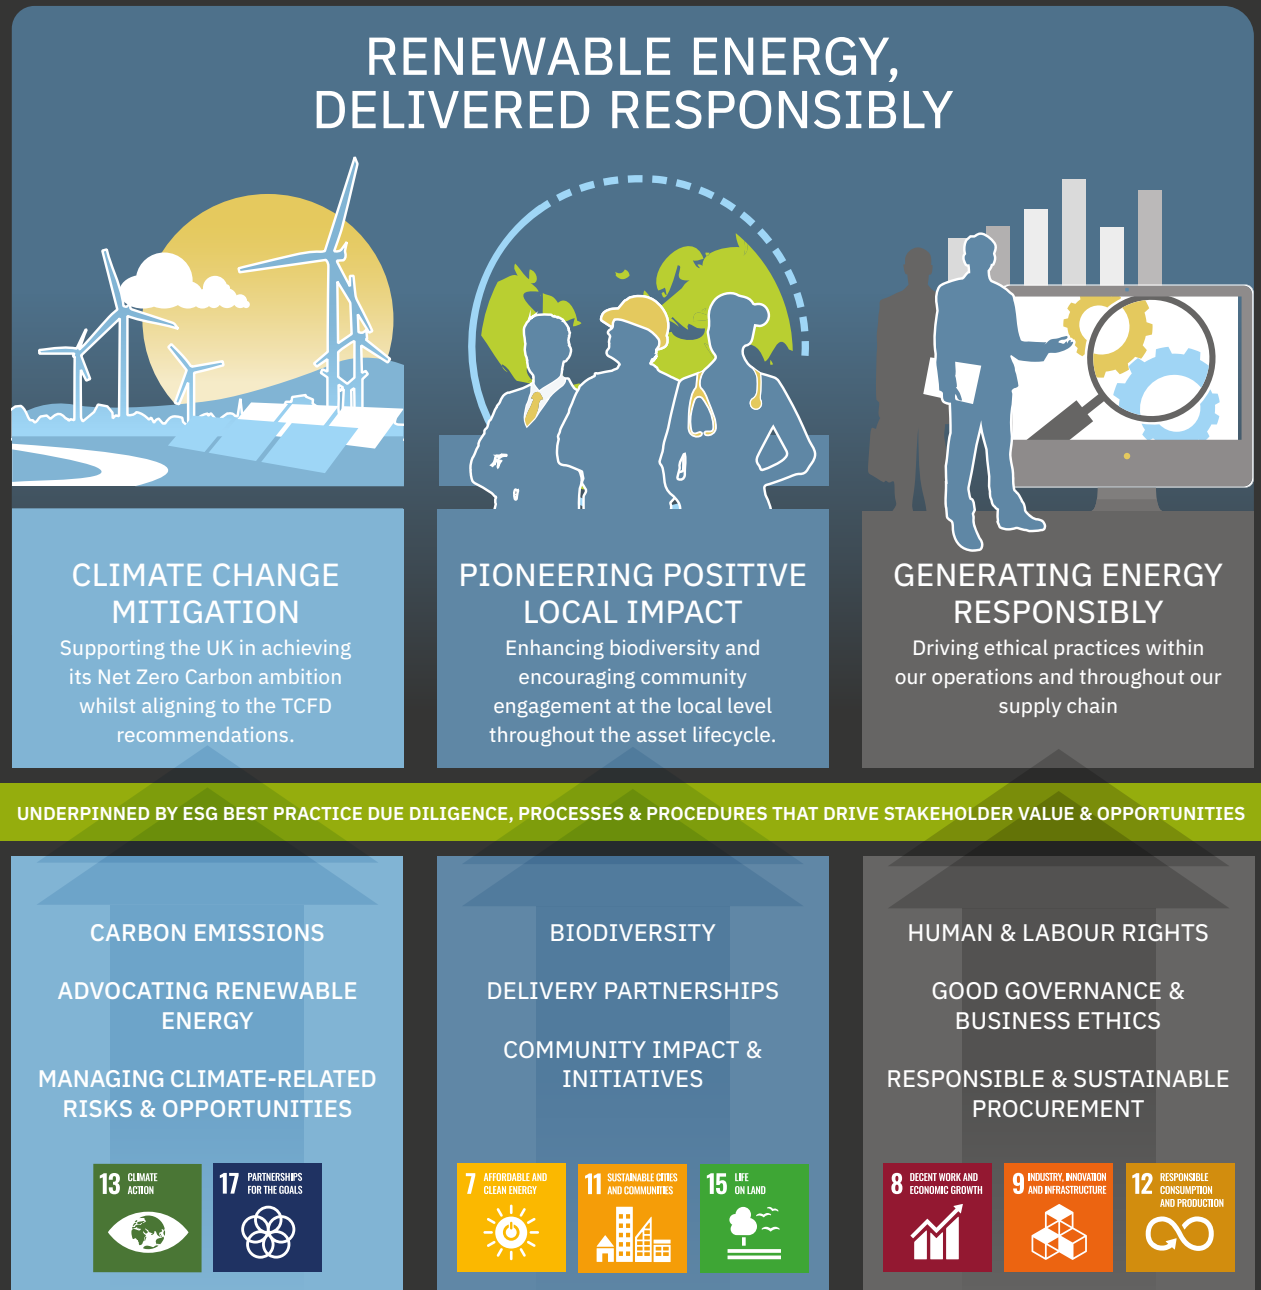 RENEWABLE ENERGY,
DELIVERED RESPONSIBLY
CLIMATE CHANGE
MITIGATION
Supporting the UK in achieving
its Net Zero Carbon ambition
whilst aligning to the TCFD
recommendations.
PIONEERING POSITIVE
LOCAL IMPACT
Enhancing biodiversity and
encouraging community
engagement at the local level
throughout the asset lifecycle.
GENERATING ENERGY
RESPONSIBLY
Driving ethical practices within
our operations and throughout our
supply chain
UNDERPINNED BY ESG BEST PRACTICE DUE DILIGENCE, PROCESSES & PROCEDURES THAT DRIVE STAKEHOLDER VALUE & OPPORTUNITIES
CARBON EMISSIONS
ADVOCATING RENEWABLE
ENERGY
MANAGING CLIMATE-RELATED
RISKS & OPPORTUNITIES
13 CLIMATE
ACTION
17 PARTNERSHIPS
FOR THE GOALS
BIODIVERSITY
DELIVERY PARTNERSHIPS
COMMUNITY IMPACT &
INITIATIVES
7 AFFORDABLE AND
CLEAN ENERGY
11 SUSTAINABLE CITIES
AND COMMUNITIES
15 LIFE
ON LAND
HUMAN & LABOUR RIGHTS
GOOD GOVERNANCE &
BUSINESS ETHICS
RESPONSIBLE & SUSTAINABLE
PROCUREMENT
8 DECENT WORK AND
ECONOMIC GROWTH
9 INDUSTRY, INNOVATION
AND INFRASTRUCTURE
12 RESPONSIBLE
CONSUMPTION
AND PRODUCTION